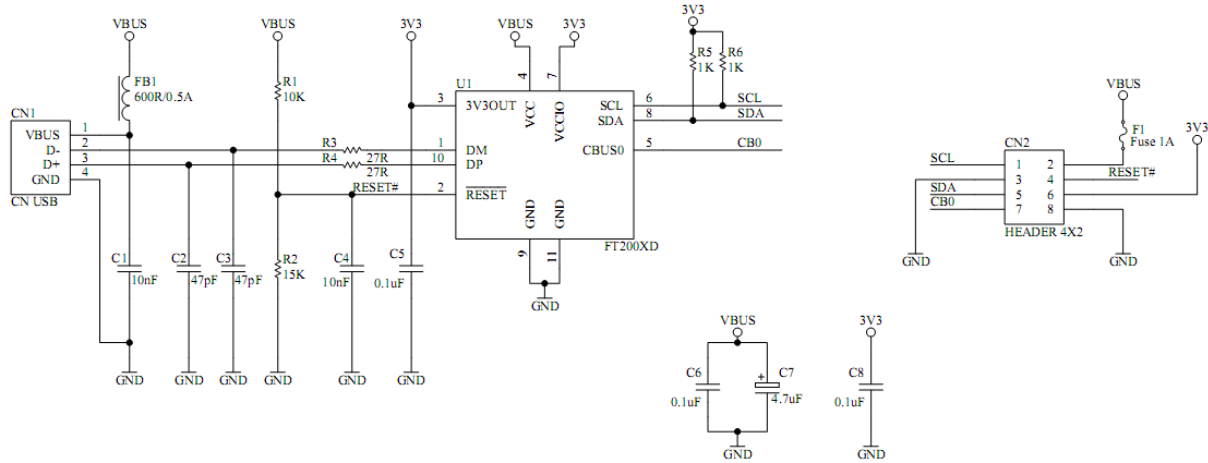 VBUS
FB1
600R/0.5A
CN1
VBUS 1
D- 2
D+ 3
GND 4
CN USB
C1
10nF
GND
C2
47pF
GND
C3
47pF
GND
VBUS
R1
10K
R2
15K
GND
R3
R4 27R
27R
RESET#
C4
10nF
GND
3V3
C5
0.1uF
GND
VBUS
3V3
4
7
U1
3 3V3OUT
VCC
VCCIO
SCL 6 SCL
SDA 8 SDA
CBUS0 5 CB0
1 DM
10 DP
2 RESET
GND
GND
FT200XD
9
11
GND
3V3
R5
1K
R6
1K
VBUS
F1
Fuse 1A
3V3
CN2
SCL 1 2
3 4 RESET#
SDA 5 6
CB0 7 8
HEADER 4X2
GND
GND
VBUS
C6
0.1uF
+
C7
4.7uF
GND
3V3
C8
0.1uF
GND